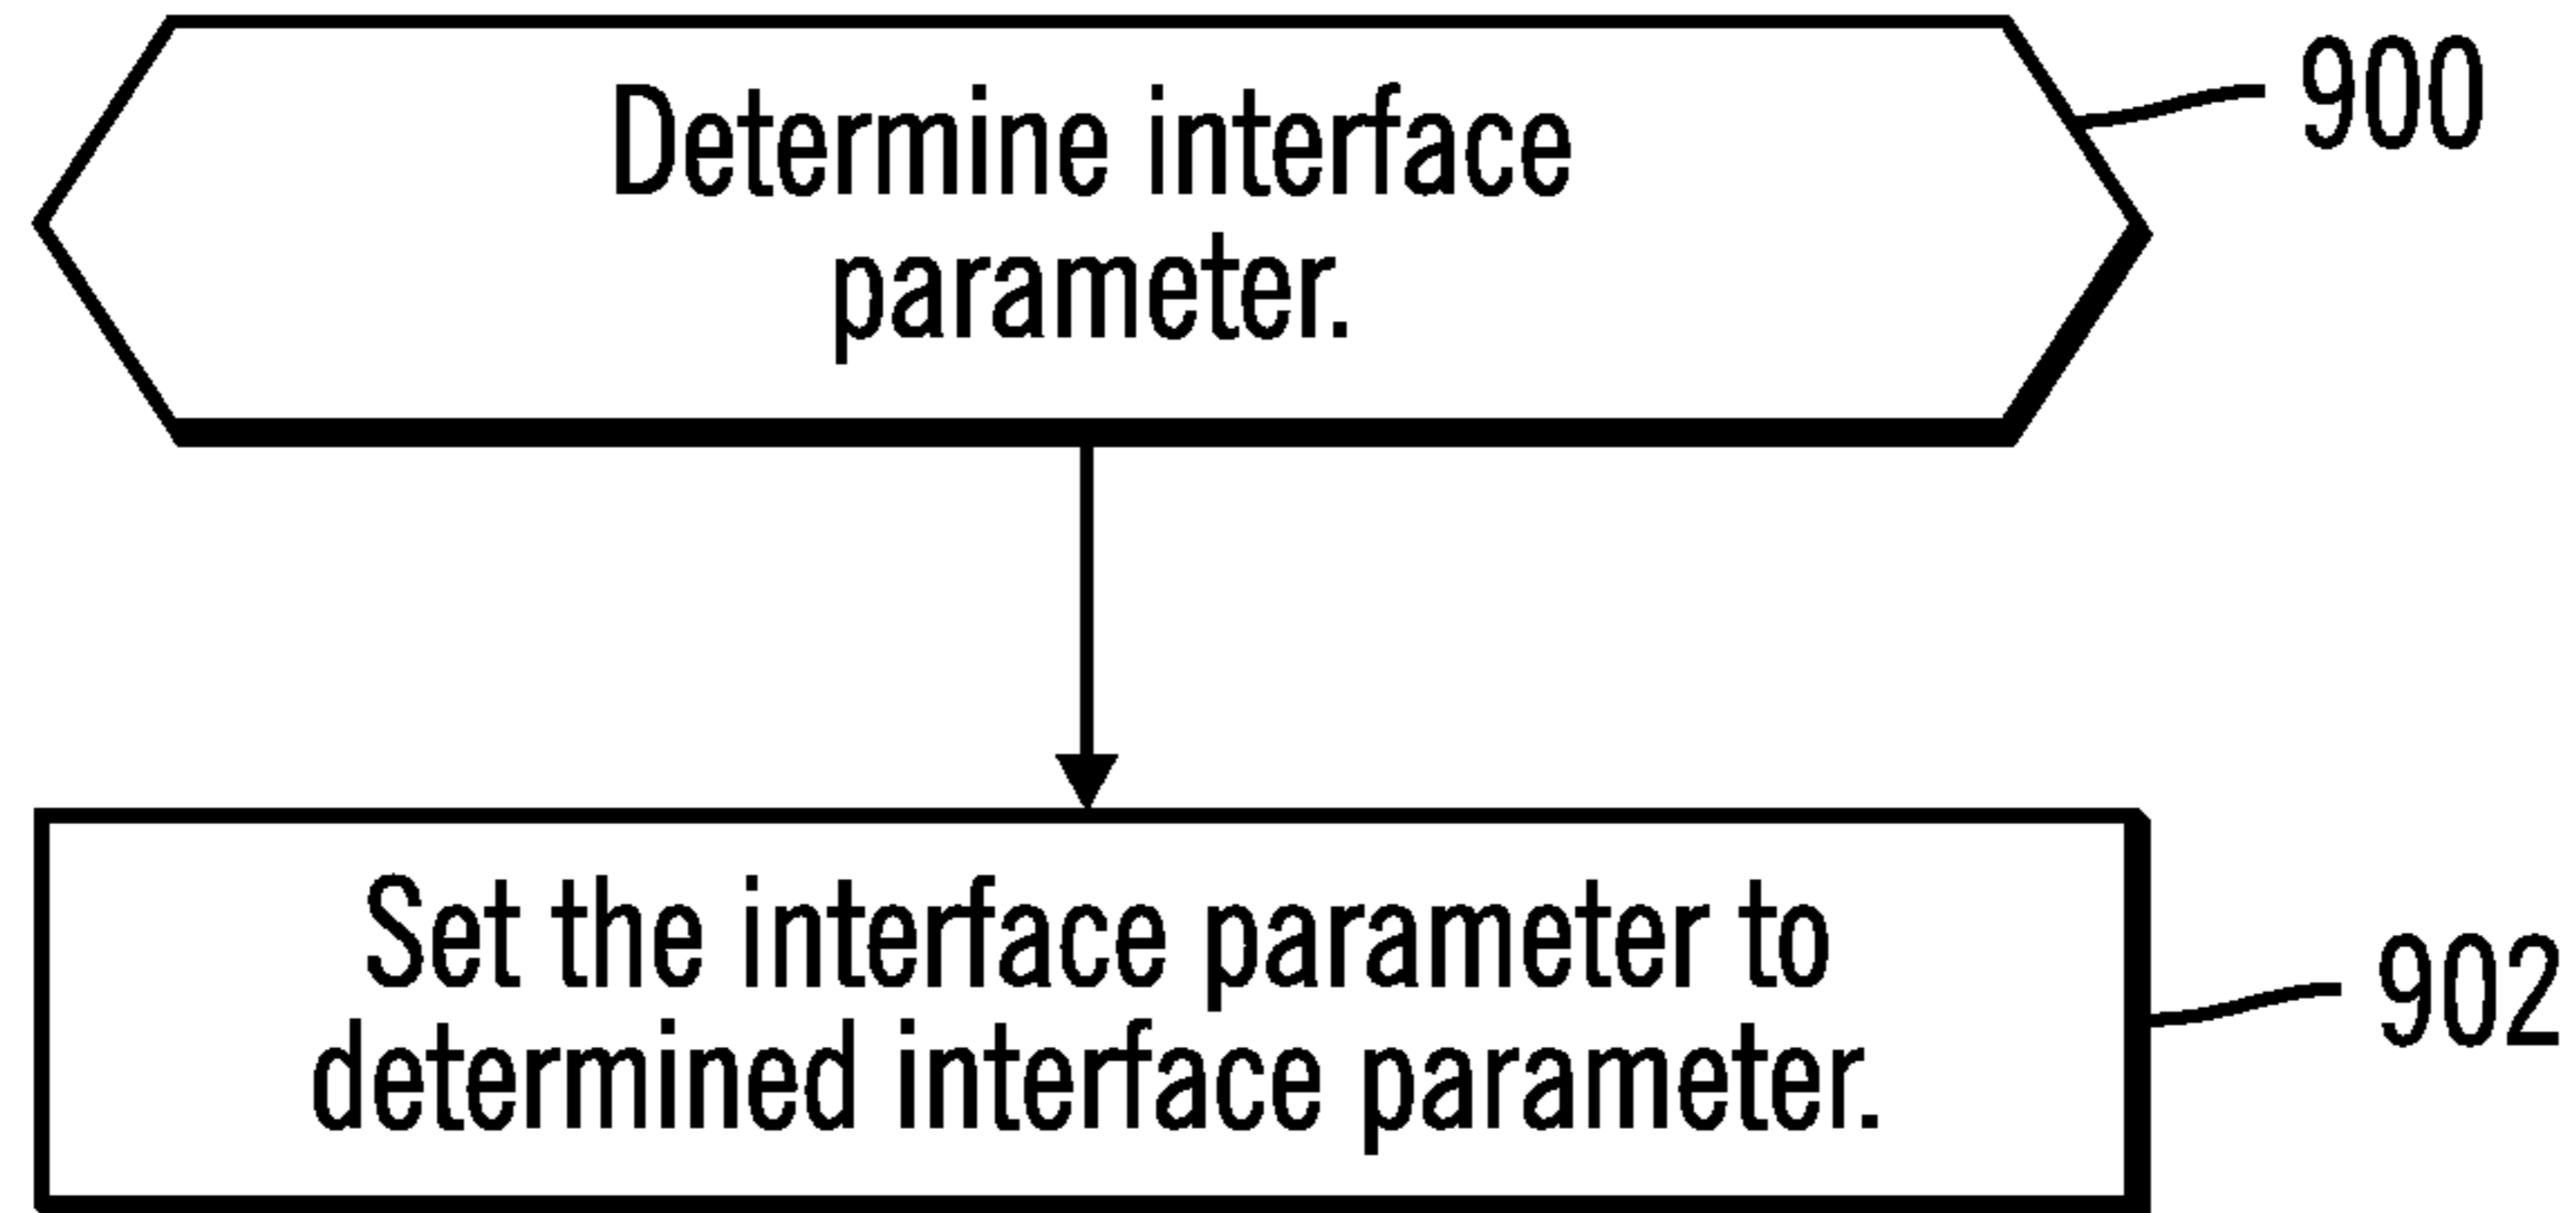 Determine interface
parameter.
900
Set the interface parameter to
determined interface parameter.
902